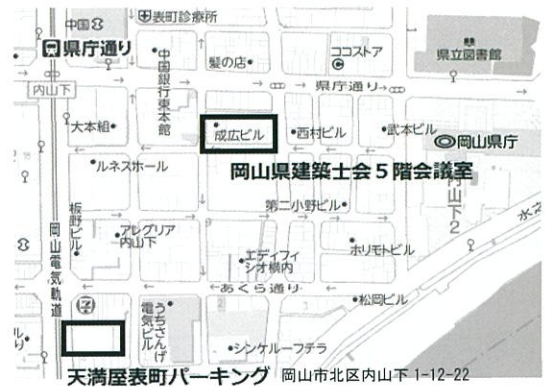 中国
表町診療所
県庁通り
ココストア
県立図書館
髪の店
中国銀行東本館
県庁通り
内山下
大本組
成広ビル
西村ビル
武本ビル
岡山県庁
ルネスホール
岡山県建築士会5階会議室
内山下2
第二小野ビル
板野ビル
アレグリア
内山下
岡山電気軌道
エディフィ
シオ横内
ホリモトビル
あくら通り
松岡ビル
うちさんげ
電気ビル
シンケルーフテラ
天満屋表町パーキング 岡山市北区内山下 1-12-22